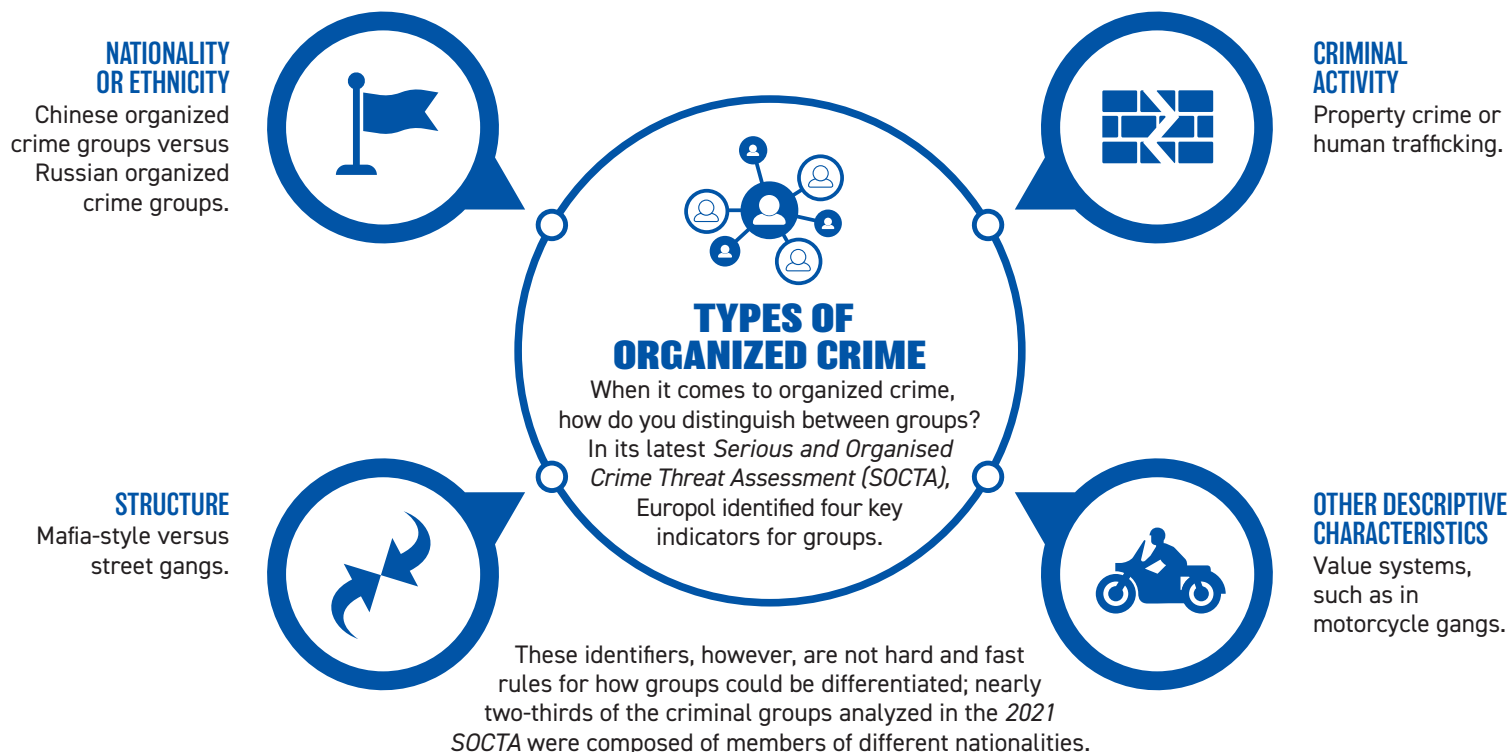 NATIONALITY
OR ETHNICITY
Chinese organized
crime groups versus
Russian organized
crime groups.
CRIMINAL
ACTIVITY
Property crime or
human trafficking.
TYPES OF
ORGANIZED CRIME
When it comes to organized crime,
how do you distinguish between groups?
In its latest Serious and Organised
Crime Threat Assessment (SOCTA),
Europol identified four key
indicators for groups.
STRUCTURE
Mafia-style versus
street gangs.
OTHER DESCRIPTIVE
CHARACTERISTICS
Value systems,
such as in
motorcycle gangs.
These identifiers, however, are not hard and fast
rules for how groups could be differentiated; nearly
two-thirds of the criminal groups analyzed in the 2021
SOCTA were composed of members of different nationalities.